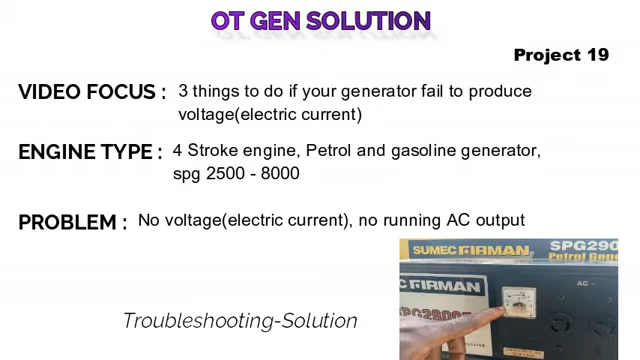 OT GEN SOLUTION
Project 19
VIDEO FOCUS : 3 things to do if your generator fail to produce
voltage(electric current)
ENGINE TYPE : 4 Stroke engine, Petrol and gasoline generator,
spg 2500 - 8000
PROBLEM : No voltage(electric current), no running AC output
SUMEC FIRMAN SPG290
Petrol Gene
C FIRMAN
AC ~
Troubleshooting-Solution